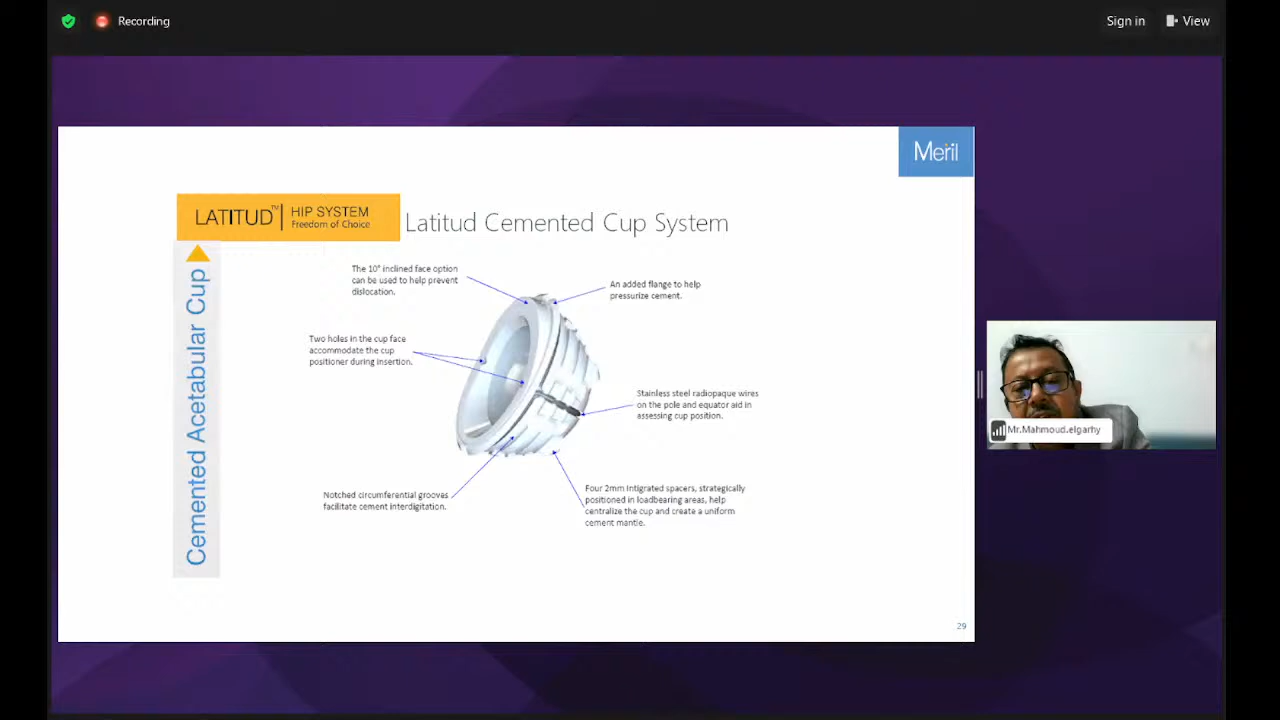 Recording
Sign in
View
Meril
LATITUD™
HIP SYSTEM
Freedom of Choice
Latitud Cemented Cup System
Cemented Acetabular Cup
The 10° inclined face option
can be used to help prevent
dislocation.
An added flange to help
pressurize cement.
Two holes in the cup face
accommodate the cup
positioner during insertion.
Stainless steel radiopaque wires
on the pole and equator aid in
assessing cup position.
Notched circumferential grooves
facilitate cement interdigitation.
Four 2mm intigrated spacers, strategically
positioned in loadbearing areas, help
centralize the cup and create a uniform
cement mantle.
29
Mr.Mahmoud.elgarhy